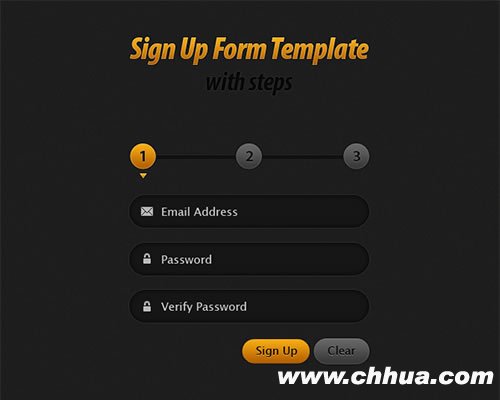 Sign Up Form Template
with steps
1 2 3
Email Address
Password
Verify Password
Sign Up Clear
www.chhua.com